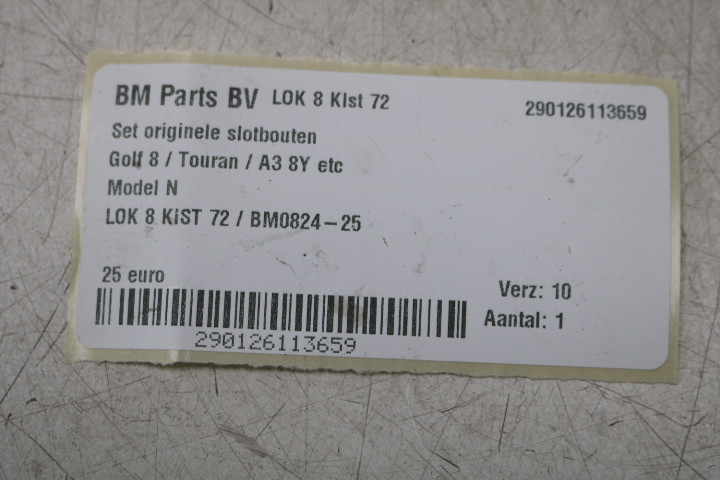 BM Parts BV LOK 8 Kist 72 290126113659
Set originele slotbouten
Golf 8 / Touran / A3 8Y etc
Model N
LOK 8 KIST 72 / BM0824-25
25 euro
Verz: 10
Aantal: 1
290126113659